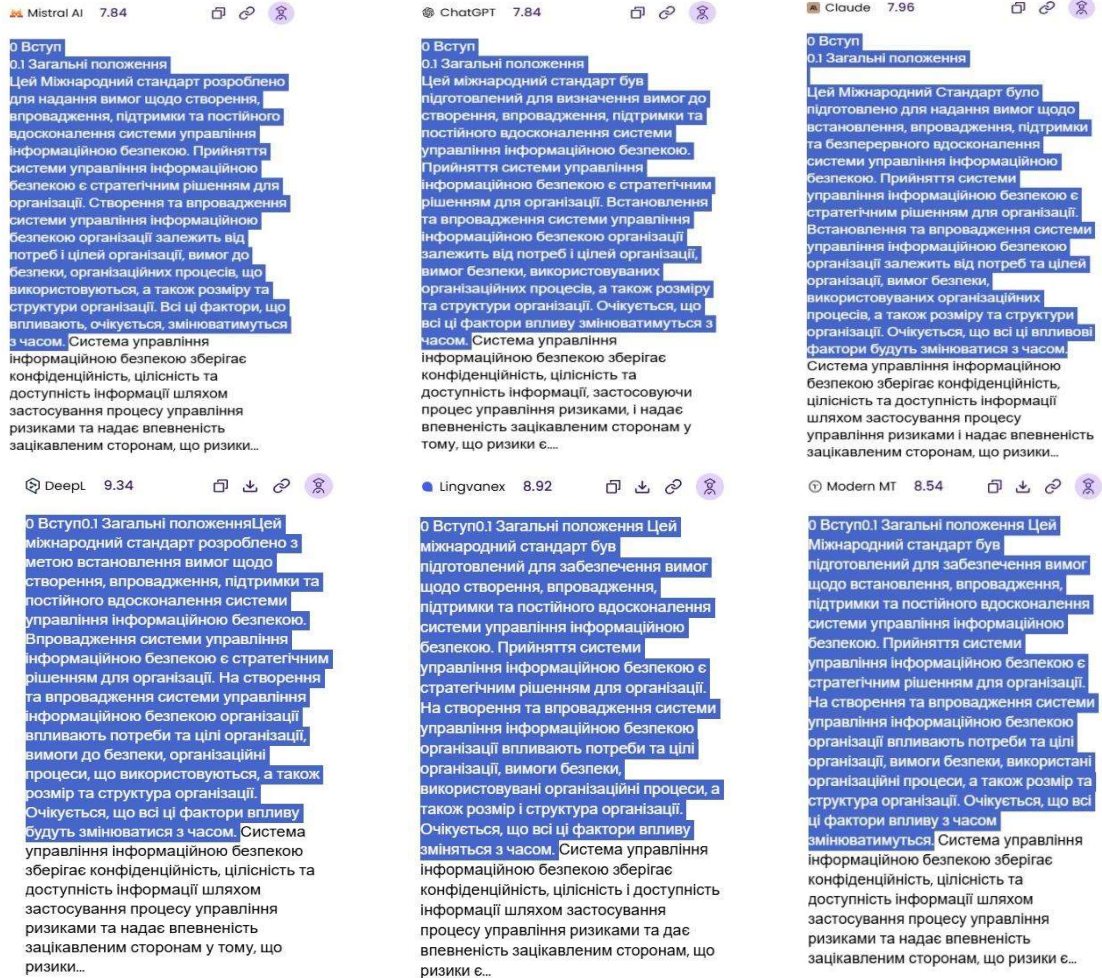 Mistral AI 7.84
0 Вступ
0.1 Загальні положення
Цей Міжнародний стандарт розроблено
для надання вимог щодо створення,
впровадження, підтримки та постійного
вдосконалення системи управління
інформаційною безпекою. Прийняття
системи управління інформаційною
безпекою є стратегічним рішенням для
організації. Створення та впровадження
системи управління інформаційною
безпекою організації залежить від
потреб і цілей організації, вимог до
безпеки, організаційних процесів, що
використовуються, а також розміру та
структури організації. Всі ці фактори, що
впливають, очікується, змінюватимуться
з часом. Система управління
інформаційною безпекою зберігає
конфіденційність, цілісність та
доступність інформації шляхом
застосування процесу управління
ризиками та надає впевненість
зацікавленим сторонам, що ризики...
ChatGPT 7.84
0 Вступ
0.1 Загальні положення
Цей міжнародний стандарт був
підготовлений для визначення вимог до
створення, впровадження, підтримки та
постійного вдосконалення системи
управління інформаційною безпекою.
Прийняття системи управління
інформаційною безпекою є стратегічним
рішенням для організації. Встановлення
та впровадження системи управління
інформаційною безпекою організації
залежить від потреб і цілей організації,
вимог безпеки, використовуваних
організаційних процесів, а також розміру
та структури організації. Очікується, що
всі ці фактори впливу змінюватимуться з
часом. Система управління
інформаційною безпекою зберігає
конфіденційність, цілісність та
доступність інформації, застосовуючи
процес управління ризиками, і надає
впевненість зацікавленим сторонам у
тому, що ризики є....
Claude 7.96
0 Вступ
0.1 Загальні положення
Цей Міжнародний Стандарт було
підготовлено для надання вимог щодо
встановлення, впровадження, підтримки
та безперервного вдосконалення
системи управління інформаційною
безпекою. Прийняття системи
управління інформаційною безпекою є
стратегічним рішенням для організації.
Встановлення та впровадження системи
управління інформаційною безпекою
організації залежить від потреб та цілей
організації, вимог безпеки,
використовуваних організаційних
процесів, а також розміру та структури
організації. Очікується, що всі ці впливові
фактори будуть змінюватися з часом.
Система управління інформаційною
безпекою зберігає конфіденційність,
цілісність та доступність інформації
шляхом застосування процесу
управління ризиками і надає впевненість
зацікавленим сторонам, що ризики...
DeepL 9.34
0 Вступ0.1 Загальні положенняЦей
міжнародний стандарт розроблено з
метою встановлення вимог щодо
створення, впровадження, підтримки та
постійного вдосконалення системи
управління інформаційною безпекою.
Впровадження системи управління
інформаційною безпекою є стратегічним
рішенням для організації. На створення
та впровадження системи управління
інформаційною безпекою організації
впливають потреби та цілі організації,
вимоги до безпеки, організаційні
процеси, що використовуються, а також
розмір та структура організації.
Очікується, що всі ці фактори впливу
будуть змінюватися з часом. Система
управління інформаційною безпекою
зберігає конфіденційність, цілісність та
доступність інформації шляхом
застосування процесу управління
ризиками та надає впевненість
зацікавленим сторонам у тому, що
ризики...
Lingvanex 8.92
0 Вступ0.1 Загальні положення Цей
міжнародний стандарт був
підготовлений для забезпечення вимог
щодо створення, впровадження,
підтримки та постійного вдосконалення
системи управління інформаційною
безпекою. Прийняття системи
управління інформаційною безпекою є
стратегічним рішенням для організації.
На створення та впровадження системи
управління інформаційною безпекою
організації впливають потреби та цілі
організації, вимоги безпеки,
використовувані організаційні процеси, а
також розмір і структура організації.
Очікується, що всі ці фактори впливу
зміняться з часом. Система управління
інформаційною безпекою зберігає
конфіденційність, цілісність і доступність
інформації шляхом застосування
процесу управління ризиками та дає
впевненість зацікавленим сторонам, що
ризики є...
Modern MT 8.54
0 Вступ0.1 Загальні положення Цей
Міжнародний стандарт був
підготовлений для забезпечення вимог
щодо встановлення, впровадження,
підтримки та постійного вдосконалення
системи управління інформаційною
безпекою. Прийняття системи
управління інформаційною безпекою є
стратегічним рішенням для організації.
На створення та впровадження системи
управління інформаційною безпекою
організації впливають потреби та цілі
організації, вимоги безпеки, використані
організаційні процеси, а також розмір та
структура організації. Очікується, що всі
ці фактори впливу з часом
змінюватимуться. Система управління
інформаційною безпекою зберігає
конфіденційність, цілісність та
доступність інформації шляхом
застосування процесу управління
ризиками та надає впевненість
зацікавленим сторонам, що ризики є...